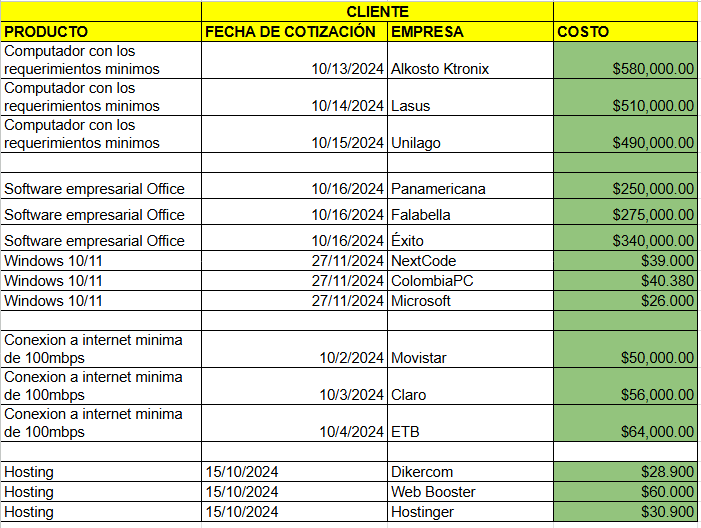 CLIENTE
PRODUCTO FECHA DE COTIZACIÓN EMPRESA COSTO
Computador con los
requerimientos minimos 10/13/2024 Alkosto Ktronix $580,000.00
Computador con los
requerimientos minimos 10/14/2024 Lasus $510,000.00
Computador con los
requerimientos minimos 10/15/2024 Unilago $490,000.00
Software empresarial Office 10/16/2024 Panamericana $250,000.00
Software empresarial Office 10/16/2024 Falabella $275,000.00
Software empresarial Office 10/16/2024 Éxito $340,000.00
Windows 10/11 27/11/2024 NextCode $39.000
Windows 10/11 27/11/2024 ColombiaPC $40.380
Windows 10/11 27/11/2024 Microsoft $26.000
Conexion a internet minima
de 100mbps 10/2/2024 Movistar $50,000.00
Conexion a internet minima
de 100mbps 10/3/2024 Claro $56,000.00
Conexion a internet minima
de 100mbps 10/4/2024 ETB $64,000.00
Hosting 15/10/2024 Dikercom $28.900
Hosting 15/10/2024 Web Booster $60.000
Hosting 15/10/2024 Hostinger $30.900